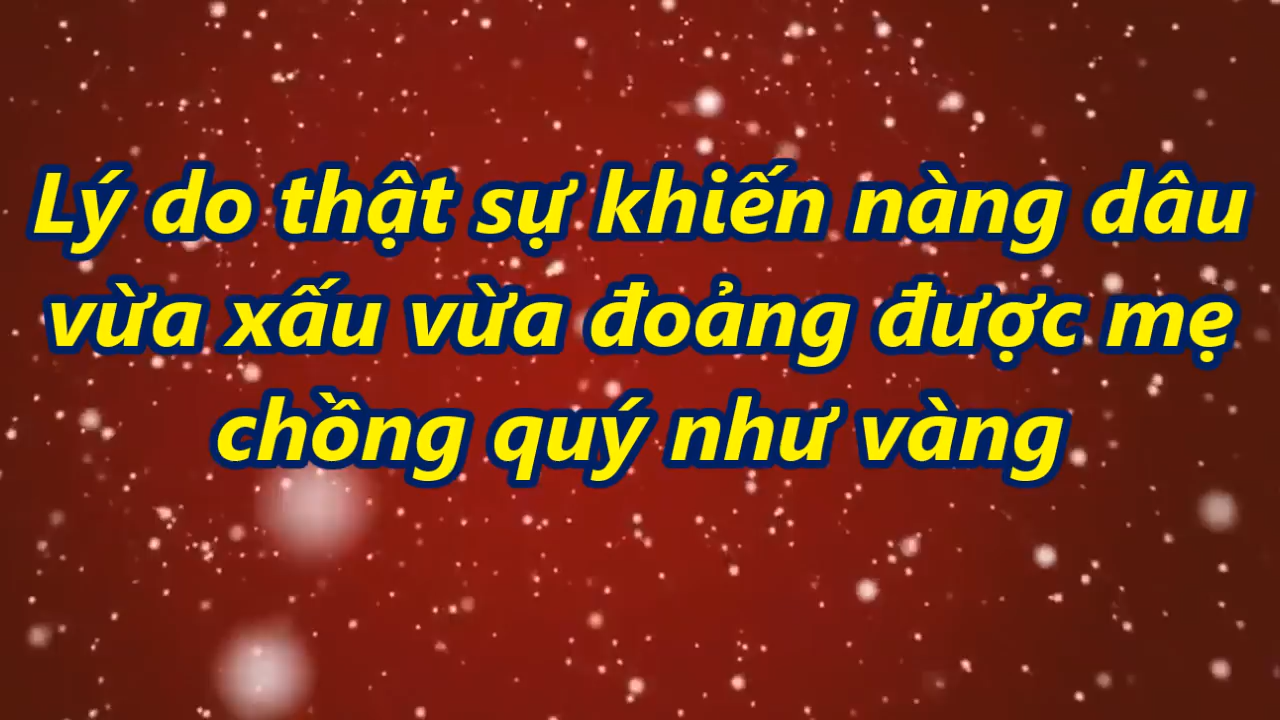 Lý do thật sự khiến nàng dâu
vừa xấu vừa đoảng được mẹ
chồng quý như vàng